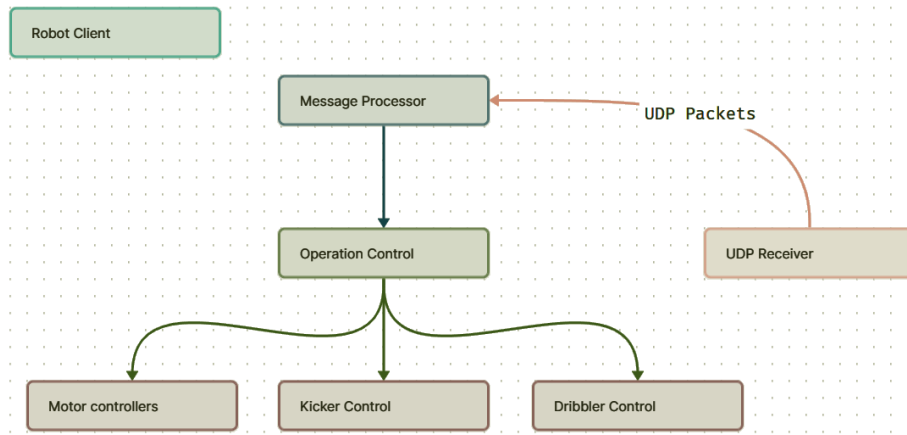 Robot Client
Message Processor
UDP Packets
Operation Control
UDP Receiver
Motor controllers
Kicker Control
Dribbler Control